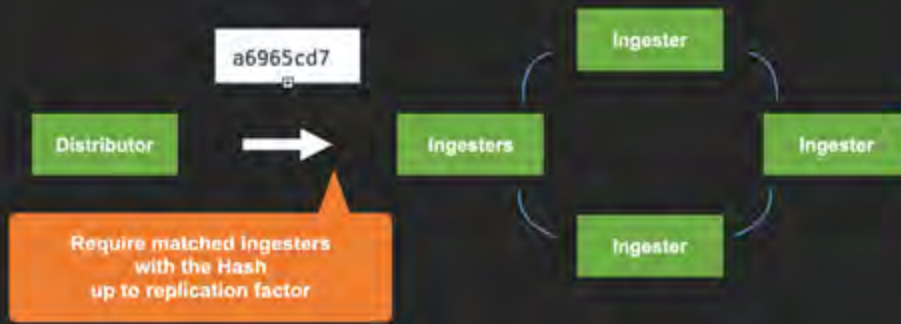 a6965cd7
Ingester
Distributor
Ingesters
Ingester
Require matched Ingesters
with the Hash
up to replication factor
Ingester